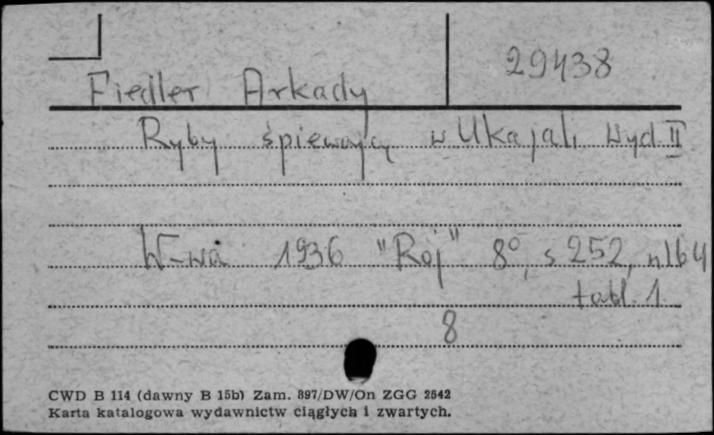 29438
Fiedler Arkady
Ryby śpiewają w Ukajali Wyd. II
W-wa 1936 "Rój" 8°, s 252, nlb 4
tabl. 1
8
CWD B 114 (dawny B 15b) Zam. 397/DW/On ZGG 2542
Karta katalogowa wydawnictw ciągłych i zwartych.